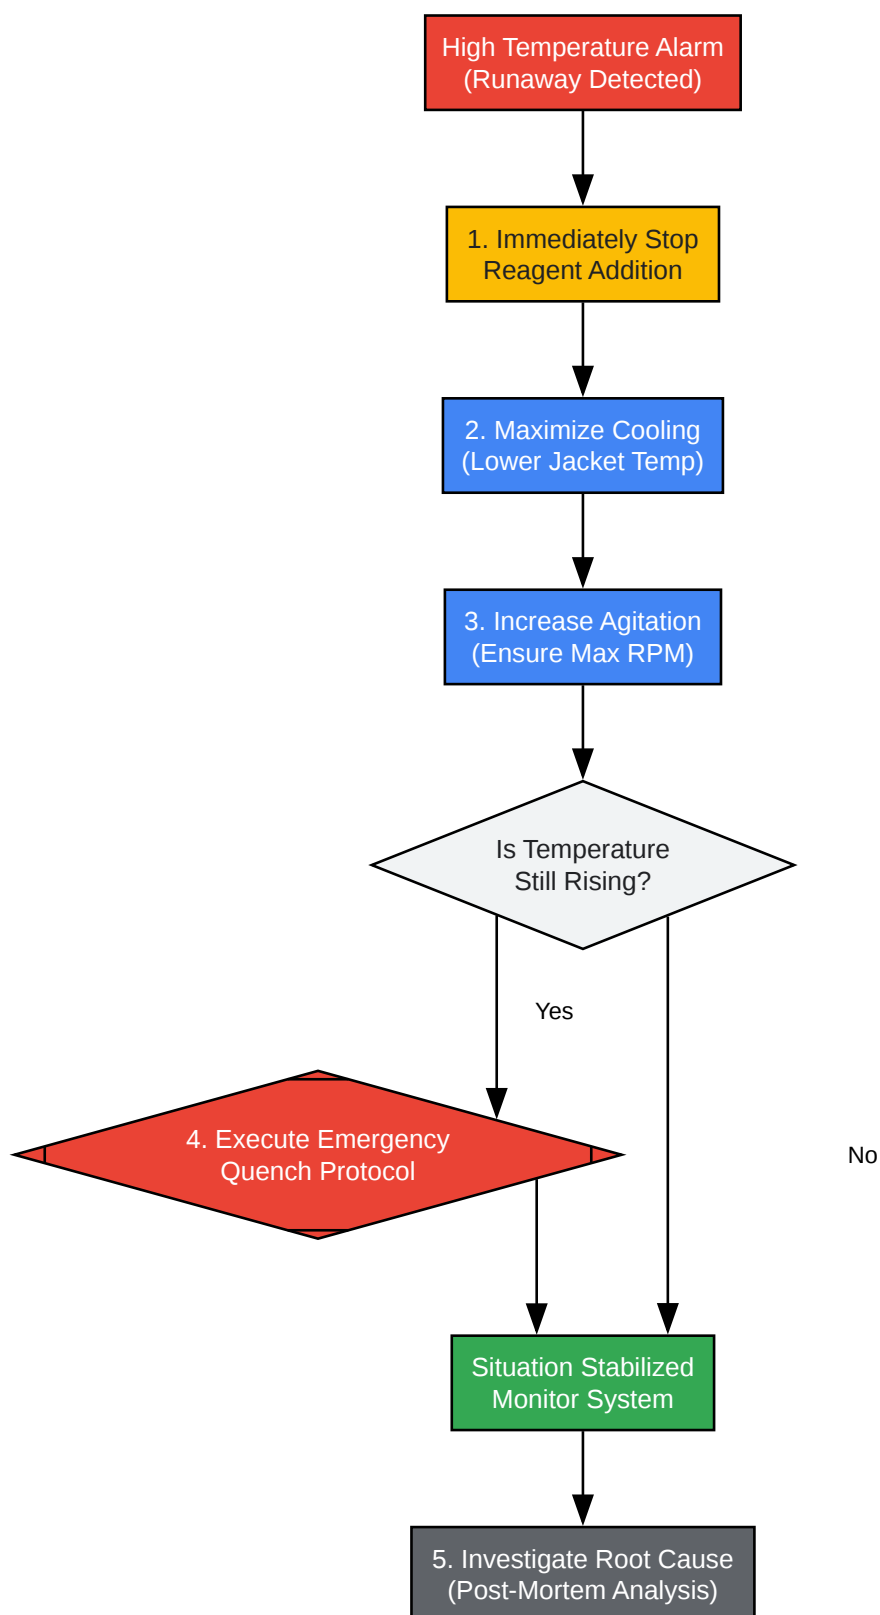 High Temperature Alarm
(Runaway Detected)
1. Immediately Stop
Reagent Addition
2. Maximize Cooling
(Lower Jacket Temp)
3. Increase Agitation
(Ensure Max RPM)
Is Temperature
Still Rising?
Yes
4. Execute Emergency
Quench Protocol
No
Situation Stabilized
Monitor System
5. Investigate Root Cause
(Post-Mortem Analysis)